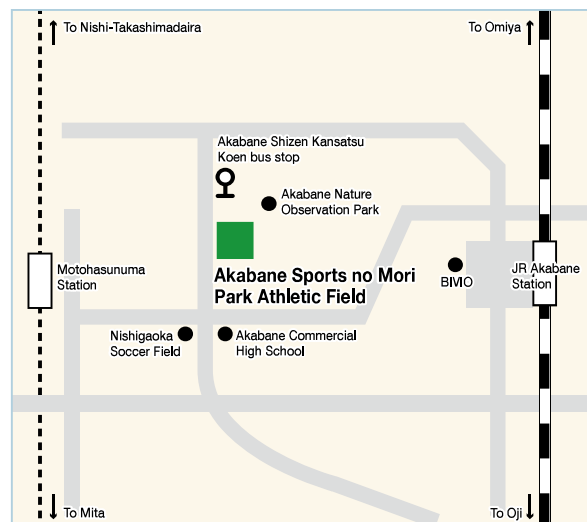 To Nishi-Takashimadaira
To Omiya
Akabane Shizen Kansatsu
Koen bus stop
Akabane Nature
Observation Park
Motohasunuma
Station
Akabane Sports no Mori
Park Athletic Field
BIVIO
JR Akabane
Station
Nishigaoka
Soccer Field
Akabane Commercial
High School
To Mita
To Oji